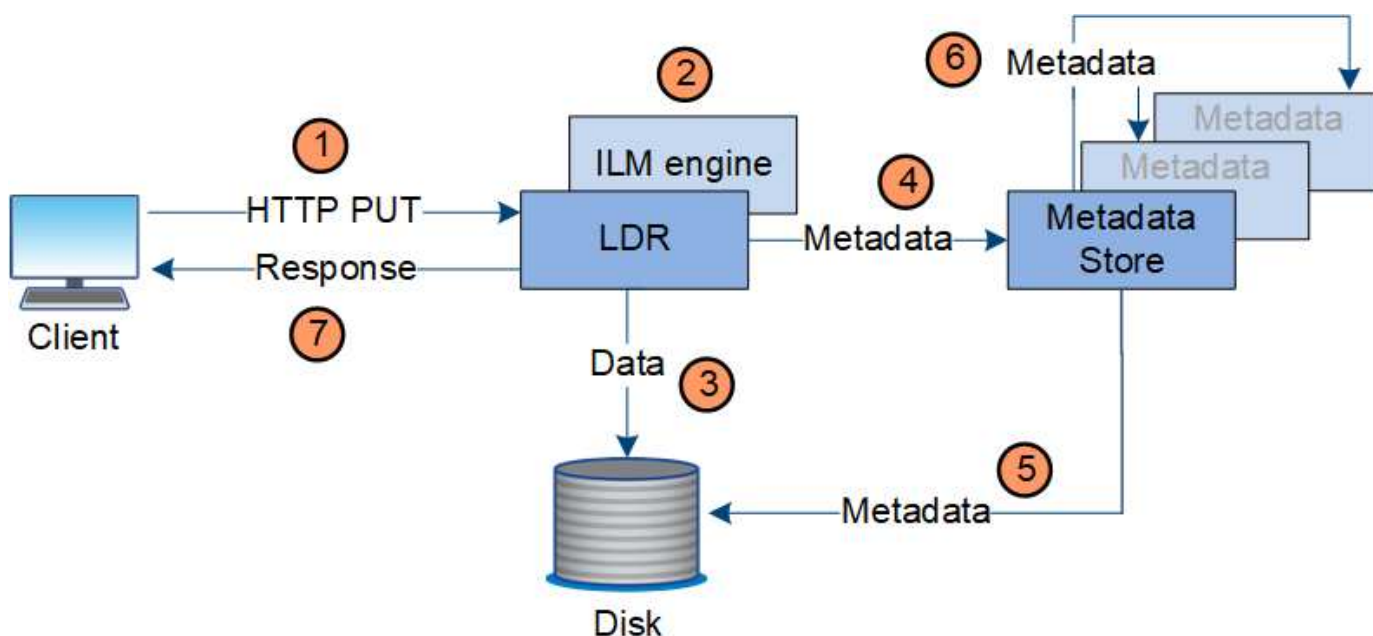 1
HTTP PUT
Response
7
Client
2
ILM engine
LDR
Data
3
Disk
4
Metadata
6
Metadata
Metadata
Metadata
Metadata
Store
5
Metadata